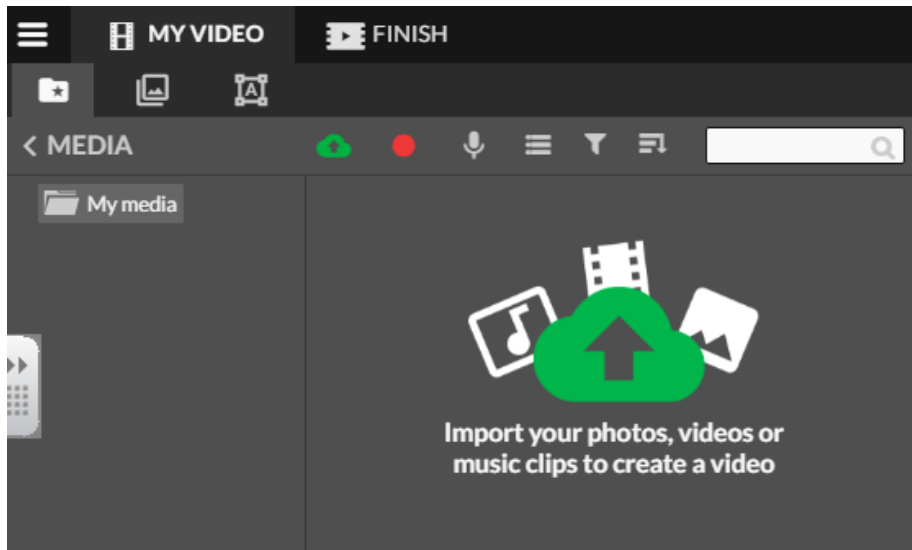 MY VIDEO
FINISH
A
MEDIA
My media
Import your photos, videos or
music clips to create a video